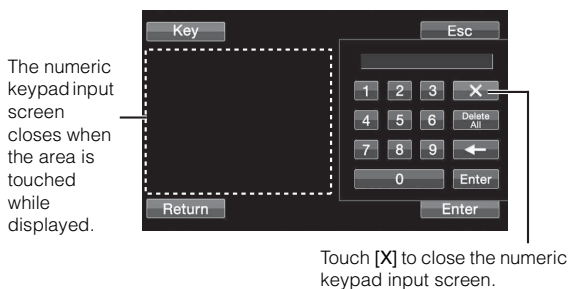 Key
Esc
The numeric
keypad input
screen
closes when
the area is
touched
while
displayed.
1 2 3 X
4 5 6 Delete All
7 8 9 ←
0 Enter
Return
Enter
Touch [X] to close the numeric
keypad input screen.